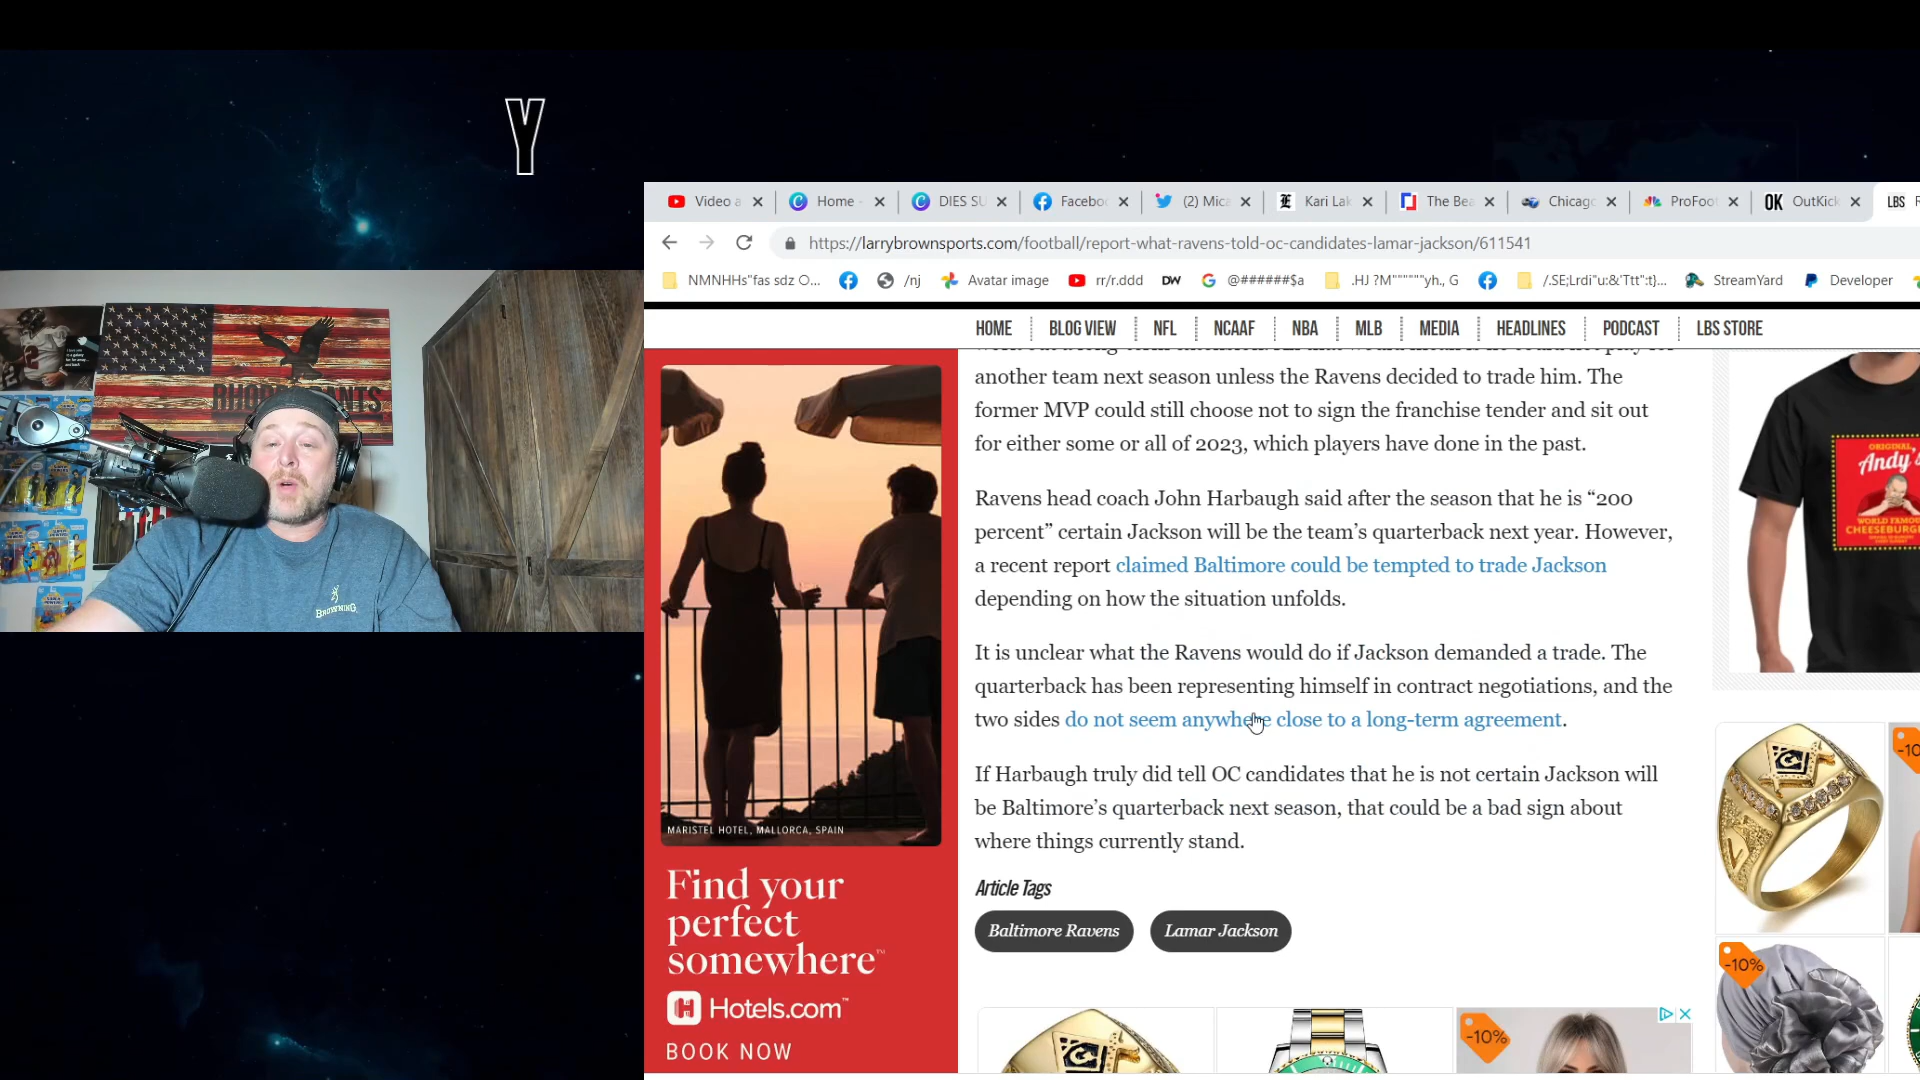 Y
Video a
Home -
DIES SU
Faceboo
(2) Mica
Kari Lak
The Bea
Chicago
ProFoot
OK OutKick
LBS R
https://larrybrownsports.com/football/report-what-ravens-told-oc-candidates-lamar-jackson/611541
NMNHHs"fas sdz O...
/nj
Avatar image
rr/r.ddd
DW
@######$a
.HJ ?M""""""yh., G
/.SE;Lrdi"u:&'Ttt":t}...
StreamYard
Developer
HOME
BLOG VIEW
NFL
NCAAF
NBA
MLB
MEDIA
HEADLINES
PODCAST
LBS STORE
another team next season unless the Ravens decided to trade him. The
former MVP could still choose not to sign the franchise tender and sit out
for either some or all of 2023, which players have done in the past.
Ravens head coach John Harbaugh said after the season that he is “200
percent” certain Jackson will be the team’s quarterback next year. However,
a recent report claimed Baltimore could be tempted to trade Jackson
depending on how the situation unfolds.
It is unclear what the Ravens would do if Jackson demanded a trade. The
quarterback has been representing himself in contract negotiations, and the
two sides do not seem anywhere close to a long-term agreement.
If Harbaugh truly did tell OC candidates that he is not certain Jackson will
be Baltimore’s quarterback next season, that could be a bad sign about
where things currently stand.
Article Tags
Baltimore Ravens
Lamar Jackson
MARISTEL HOTEL, MALLORCA, SPAIN
Find your
perfect
somewhere™
Hotels.com™
BOOK NOW
ORIGINAL
Andy's
WORLD FAMOU
CHEESEBURGE
-10
-10%
-10%
BROWNING